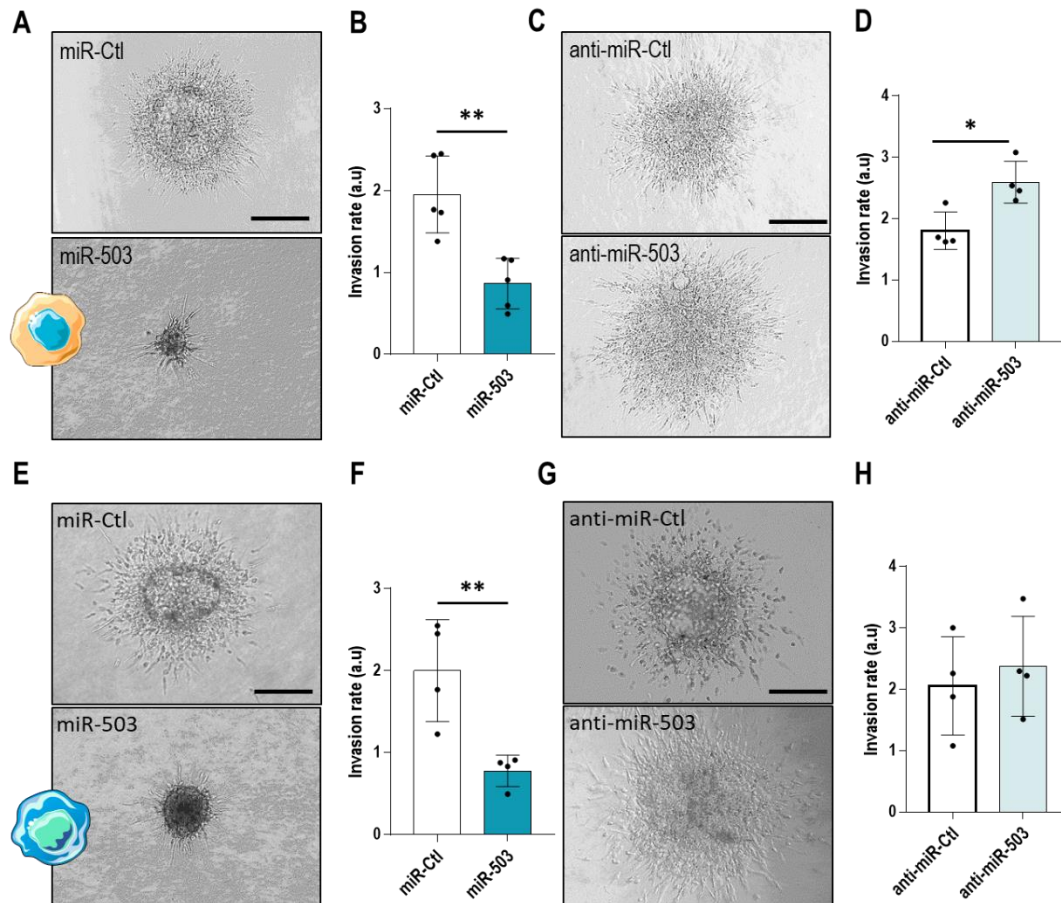 A
miR-Ctl
miR-503
B
Invasion rate (a.u)
3
2
1
0
**
miR-Ctl
miR-503
C
anti-miR-Ctl
anti-miR-503
D
Invasion rate (a.u)
4
3
2
1
0
*
anti-miR-Ctl
anti-miR-503
E
miR-Ctl
miR-503
F
Invasion rate (a.u)
3
2
1
0
**
miR-Ctl
miR-503
G
anti-miR-Ctl
anti-miR-503
H
Invasion rate (a.u)
4
3
2
1
0
anti-miR-Ctl
anti-miR-503